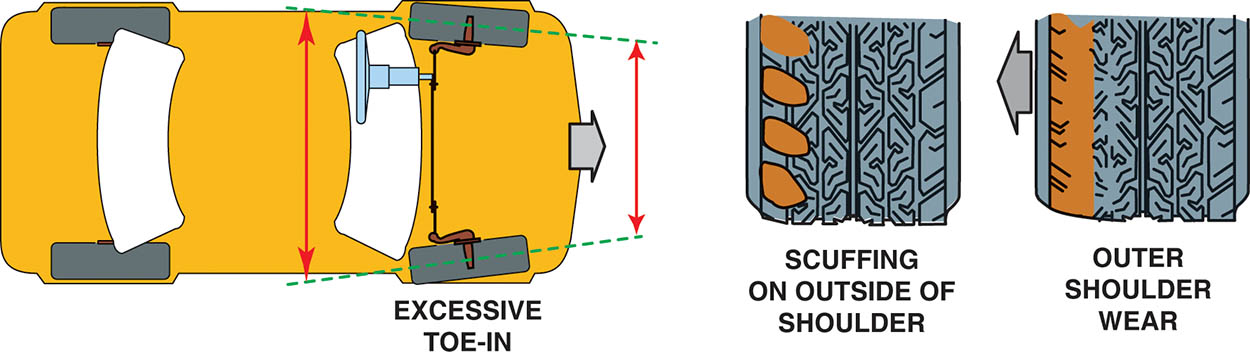 EXCESSIVE
TOE-IN
SCUFFING
ON OUTSIDE OF
SHOULDER
OUTER
SHOULDER
WEAR